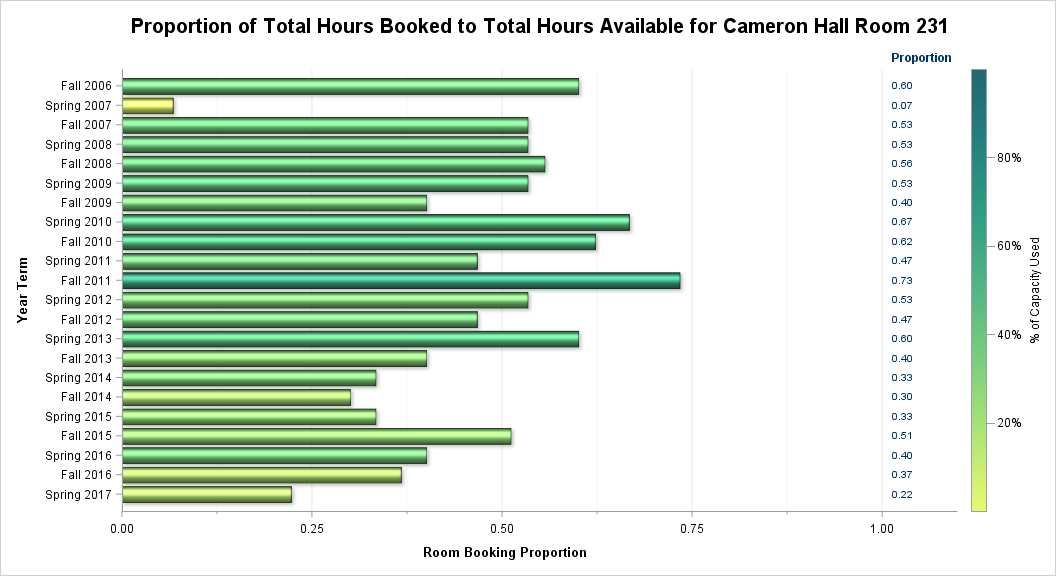 Proportion of Total Hours Booked to Total Hours Available for Cameron Hall Room 231
Proportion
Fall 2006 0.60
Spring 2007 0.07
Fall 2007 0.53
Spring 2008 0.53
Fall 2008 0.56
Spring 2009 0.53
Fall 2009 0.40
Spring 2010 0.67
Fall 2010 0.62
Spring 2011 0.47
Fall 2011 0.73
Spring 2012 0.53
Fall 2012 0.47
Spring 2013 0.60
Fall 2013 0.40
Spring 2014 0.33
Fall 2014 0.30
Spring 2015 0.33
Fall 2015 0.51
Spring 2016 0.40
Fall 2016 0.37
Spring 2017 0.22
Year Term
80%
60%
40%
20%
% of Capacity Used
0.00 0.25 0.50 0.75 1.00
Room Booking Proportion